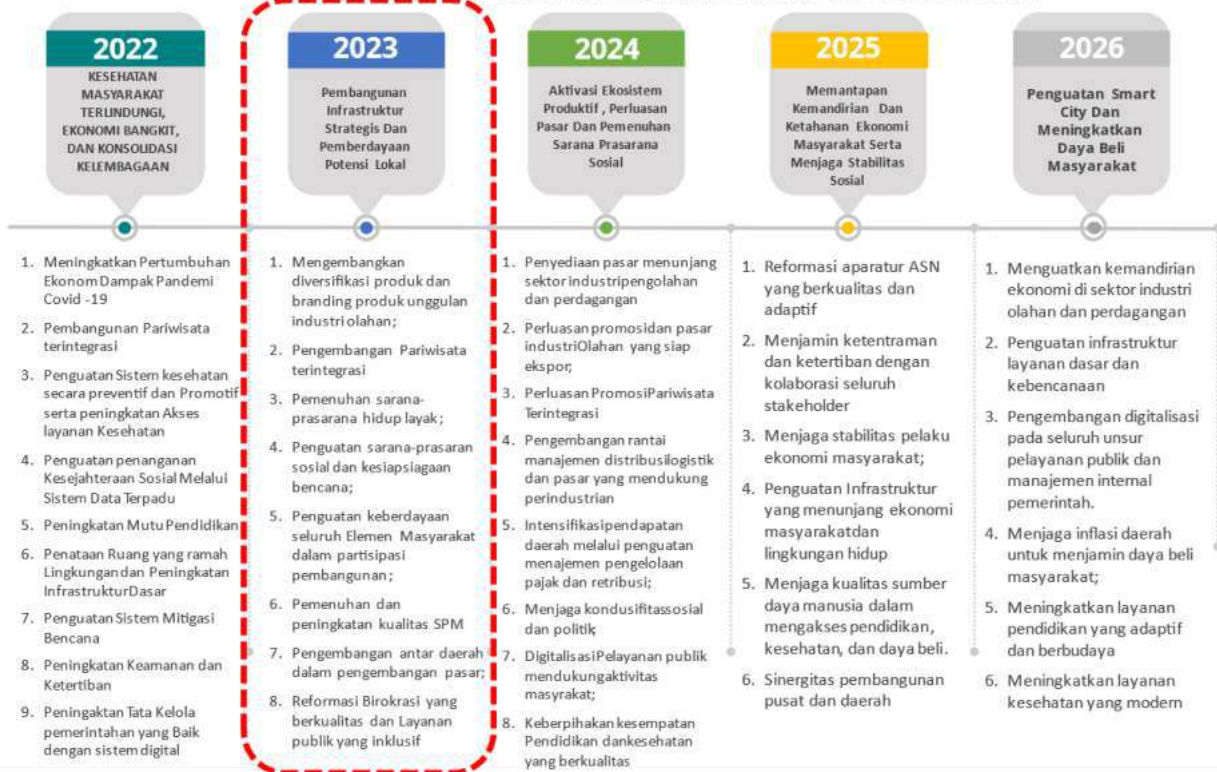 2022
KESEHATAN
MASYARAKAT
TERLINDUNGI,
EKONOMI BANGKIT,
DAN KONSOLIDASI
KELEMBAGAAN
1. Meningkatkan Pertumbuhan
Ekonom Dampak Pandemi
Covid -19
2. Pembangunan Pariwisata
terintegrasi
3. Penguatan Sistem kesehatan
secara preventif dan Promotif
serta peningkatan Akses
layanan Kesehatan
4. Penguatan penanganan
Kesejahteraan Sosial Melalui
Sistem Data Terpadu
5. Peningkatan Mutu Pendidikan
6. Penataan Ruang yang ramah
Lingkungan dan Peningkatan
Infrastruktur Dasar
7. Penguatan Sistem Mitigasi
Bencana
8. Peningkatan Keamanan dan
Ketertiban
9. Peningaktan Tata Kelola
pemerintahan yang Baik
dengan sistem digital
2023
Pembangunan
Infrastruktur
Strategis Dan
Pemberdayaan
Potensi Lokal
1. Mengembangkan
diversifikasi produk dan
branding produk unggulan
industri olahan;
2. Pengembangan Pariwisata
terintegrasi
3. Pemenuhan sarana-
prasarana hidup layak;
4. Penguatan sarana-prasaran
sosial dan kesiapsiagaan
bencana;
5. Penguatan keberdayaan
seluruh Elemen Masyarakat
dalam partisipasi
pembangunan;
6. Pemenuhan dan
peningkatan kualitas SPM
7. Pengembangan antar daerah
dalam pengembangan pasar;
8. Reformasi Birokrasi yang
berkualitas dan Layanan
publik yang inklusif
2024
Aktivasi Ekosistem
Produktif , Perluasan
Pasar Dan Pemenuhan
Sarana Prasarana
Sosial
1. Penyediaan pasar menunjang
sektor industripengolahan
dan perdagangan
2. Perluasan promosidan pasar
industriOlahan yang siap
ekspor;
3. Perluasan PromosiPariwisata
Terintegrasi
4. Pengembangan rantai
manajemen distribusilogistik
dan pasar yang mendukung
perindustrian
5. Intensifikasipendapatan
daerah melalui penguatan
menajemen pengelolaan
pajak dan retribusi;
6. Menjaga kondusifitassosial
dan politik;
7. DigitalisasiPelayanan publik
mendukungaktivitas
masyrakat;
8. Keberpihakan kesempatan
Pendidikan dankesehatan
yang berkualitas
2025
Memantapan
Kemandirian Dan
Ketahanan Ekonomi
Masyarakat Serta
Menjaga Stabilitas
Sosial
1. Reformasi aparatur ASN
yang berkualitas dan
adaptif
2. Menjamin ketentraman
dan ketertiban dengan
kolaborasi seluruh
stakeholder
3. Menjaga stabilitas pelaku
ekonomi masyarakat;
4. Penguatan Infrastruktur
yang menunjang ekonomi
masyarakatdan
lingkungan hidup
5. Menjaga kualitas sumber
daya manusia dalam
mengakses pendidikan,
kesehatan, dan daya beli.
6. Sinergitas pembangunan
pusat dan daerah
2026
Penguatan Smart
City Dan
Meningkatkan
Daya Beli
Masyarakat
1. Menguatkan kemandirian
ekonomi di sektor industri
olahan dan perdagangan
2. Penguatan infrastruktur
layanan dasar dan
kebencanaan
3. Pengembangan digitalisasi
pada seluruh unsur
pelayanan publik dan
manajemen internal
pemerintah.
4. Menjaga inflasi daerah
untuk menjamin daya beli
masyarakat;
5. Meningkatkan layanan
pendidikan yang adaptif
dan berbudaya
6. Meningkatkan layanan
kesehatan yang modern